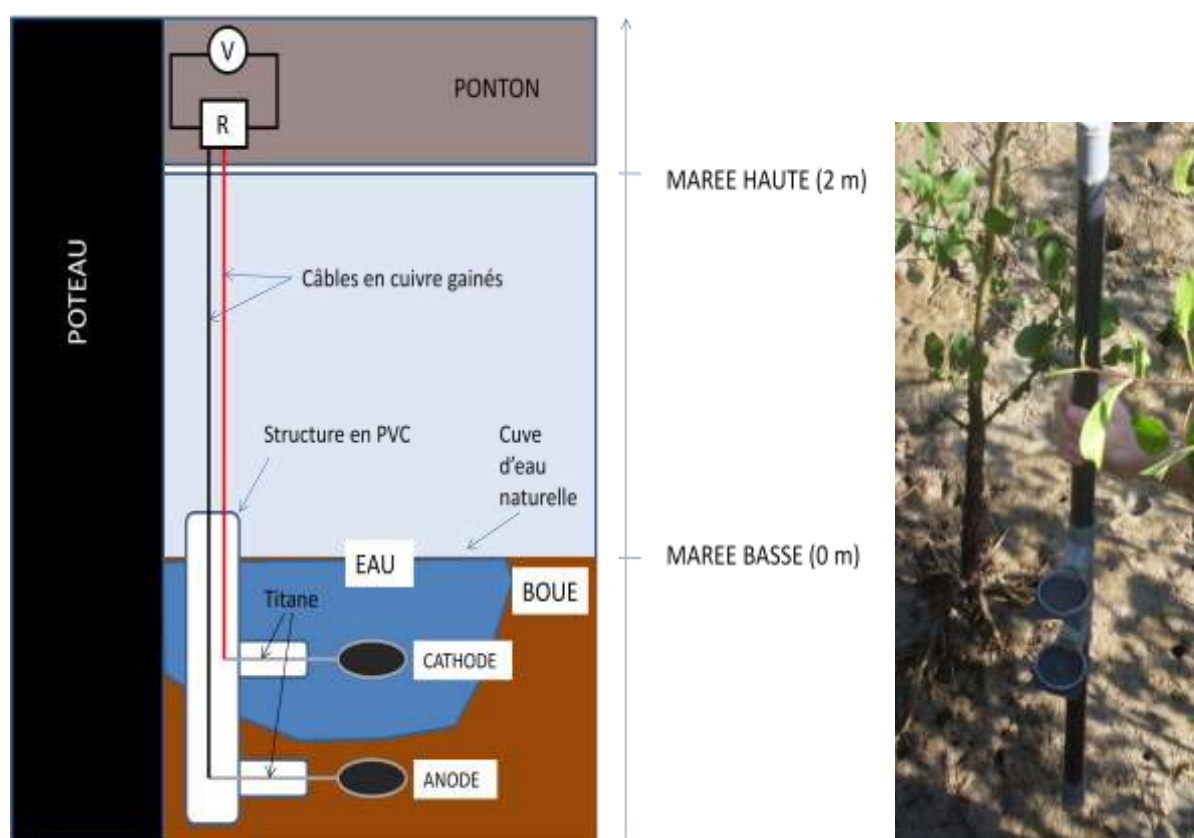 V
PONTON
R
MAREE HAUTE (2 m)
POTEAU
Câbles en cuivre gainés
Structure en PVC
Cuve
d'eau
naturelle
EAU
MAREE BASSE (0 m)
BOUE
Titane
CATHODE
ANODE